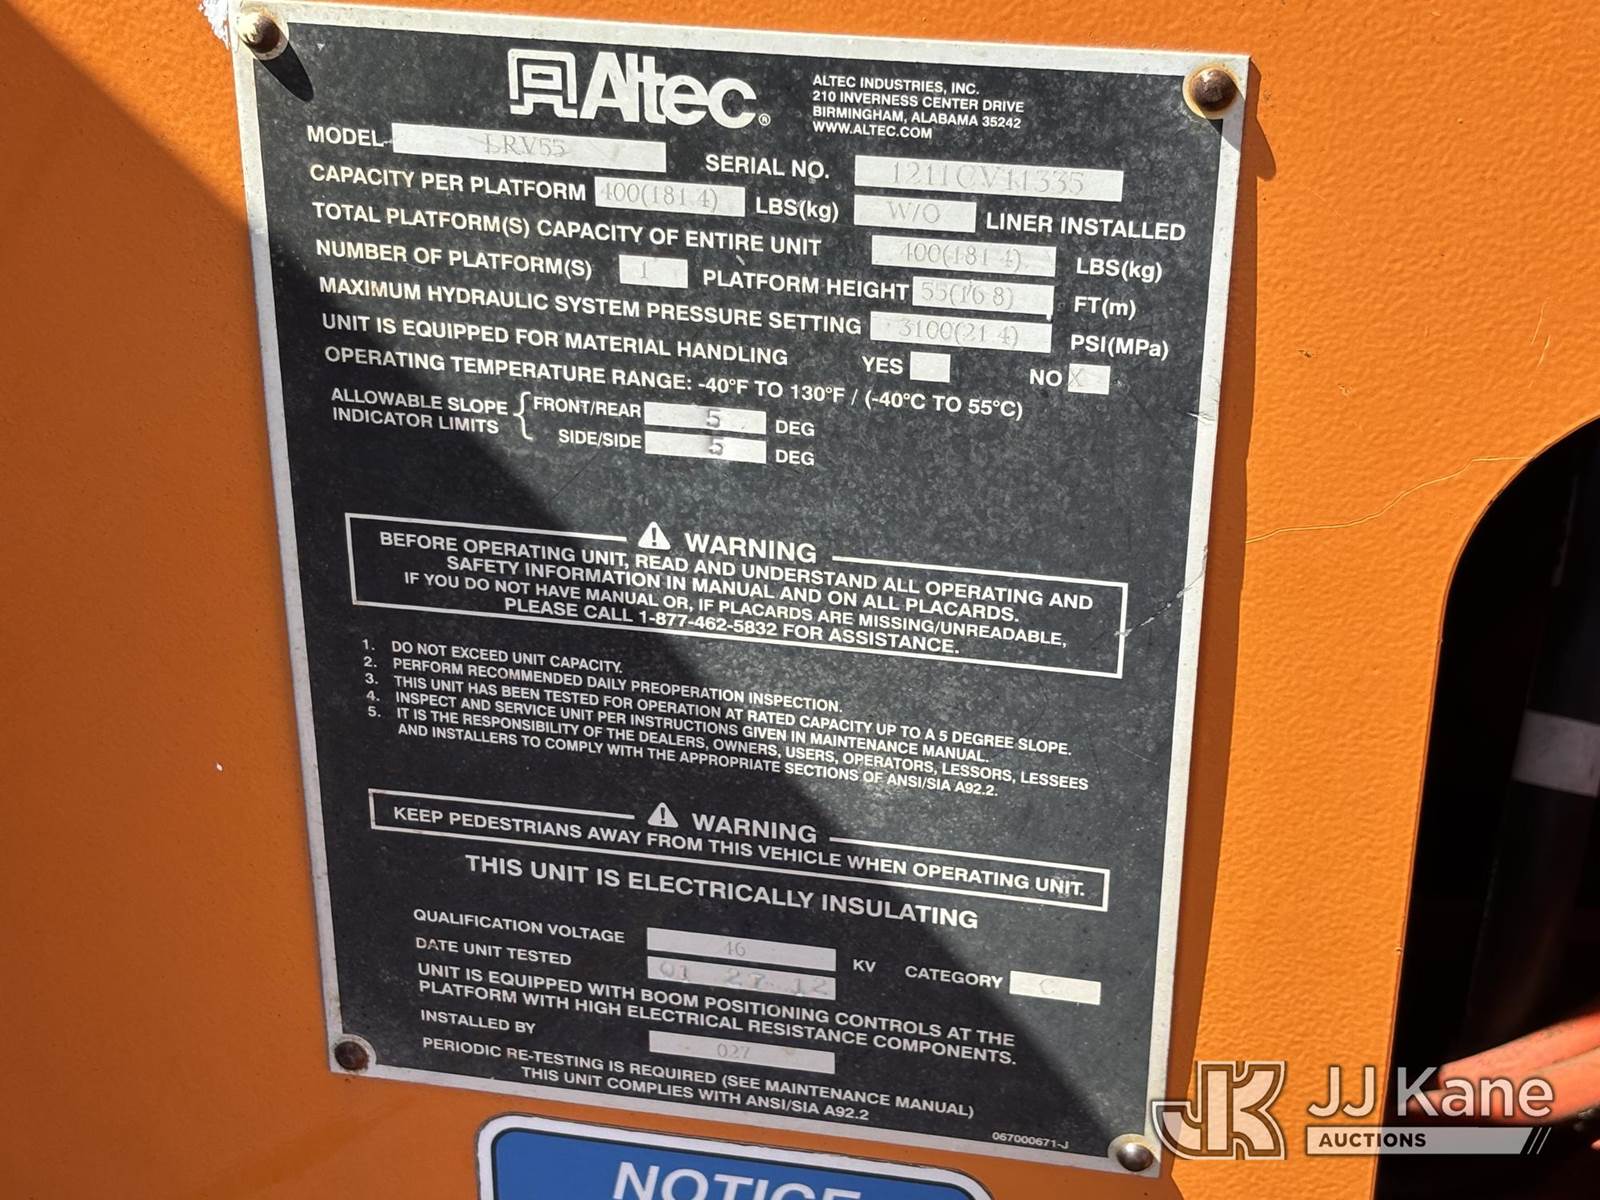 Altec®
ALTEC INDUSTRIES, INC.
210 INVERNESS CENTER DRIVE
BIRMINGHAM, ALABAMA 35242
WWW.ALTEC.COM
MODEL LRV55 SERIAL NO.
CAPACITY PER PLATFORM 400(181.4) LBS(kg) W/O LINER INSTALLED
TOTAL PLATFORM(S) CAPACITY OF ENTIRE UNIT 400(181.4) LBS(kg)
NUMBER OF PLATFORM(S) 1 PLATFORM HEIGHT 55(16.8) FT(m)
MAXIMUM HYDRAULIC SYSTEM PRESSURE SETTING 3100(21.4) PSI(MPa)
UNIT IS EQUIPPED FOR MATERIAL HANDLING YES NO X
OPERATING TEMPERATURE RANGE: -40°F TO 130°F / (-40°C TO 55°C)
ALLOWABLE SLOPE INDICATOR LIMITS { FRONT/REAR 5 DEG
SIDE/SIDE 5 DEG
⚠ WARNING
BEFORE OPERATING UNIT, READ AND UNDERSTAND ALL OPERATING AND
SAFETY INFORMATION IN MANUAL AND ON ALL PLACARDS.
IF YOU DO NOT HAVE MANUAL OR, IF PLACARDS ARE MISSING/UNREADABLE,
PLEASE CALL 1-877-462-5832 FOR ASSISTANCE.
1. DO NOT EXCEED UNIT CAPACITY.
2. PERFORM RECOMMENDED DAILY PREOPERATION INSPECTION.
3. THIS UNIT HAS BEEN TESTED FOR OPERATION AT RATED CAPACITY UP TO A 5 DEGREE SLOPE.
4. INSPECT AND SERVICE UNIT PER INSTRUCTIONS GIVEN IN MAINTENANCE MANUAL.
5. IT IS THE RESPONSIBILITY OF THE DEALERS, OWNERS, USERS, OPERATORS, LESSORS, LESSEES
AND INSTALLERS TO COMPLY WITH THE APPROPRIATE SECTIONS OF ANSI/SIA A92.2.
⚠ WARNING
KEEP PEDESTRIANS AWAY FROM THIS VEHICLE WHEN OPERATING UNIT.
THIS UNIT IS ELECTRICALLY INSULATING
QUALIFICATION VOLTAGE 46 KV CATEGORY C
DATE UNIT TESTED 01 27 12
UNIT IS EQUIPPED WITH BOOM POSITIONING CONTROLS AT THE
PLATFORM WITH HIGH ELECTRICAL RESISTANCE COMPONENTS.
INSTALLED BY 027
PERIODIC RE-TESTING IS REQUIRED (SEE MAINTENANCE MANUAL)
THIS UNIT COMPLIES WITH ANSI/SIA A92.2
067000671-J
NOTICE
JK JJ Kane
AUCTIONS